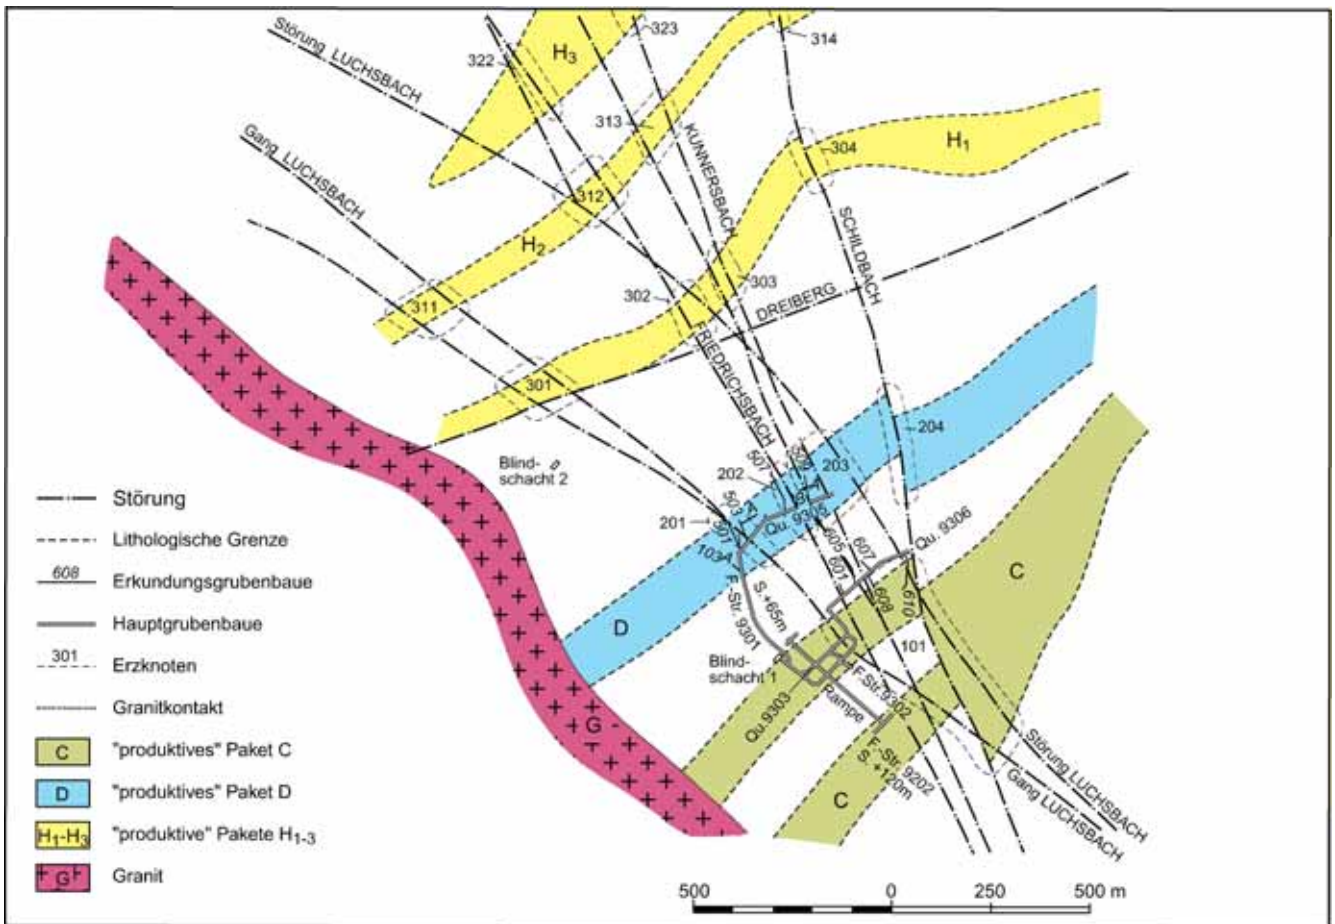 Störung LUCHSBACH
Gang LUCHSBACH
H3
322
323
314
313
KUNNERSBACH
304
H1
312
H2
311
SCHILDBACH
302
303
DREIBERG
FRIEDRICHSBACH
301
Blind-
schacht 2
204
507
202
203
503
A
B
201
301
Qu. 9305
103A
D
Qu. 9306
605
607
601
608
610
C
S.+65m
F.-Str. 9301
101
Blind-
schacht 1
F.-Str.9302
Qu.9303
Rampe
G
F.-Str. 9202
S. +120m
C
Störung LUCHSBACH
Gang LUCHSBACH
Störung
Lithologische Grenze
608 Erkundungsgrubenbaue
Hauptgrubenbaue
301 Erzknoten
Granitkontakt
C "produktives" Paket C
D "produktives" Paket D
H1-H3 "produktive" Pakete H1-3
G Granit
500 0 250 500 m